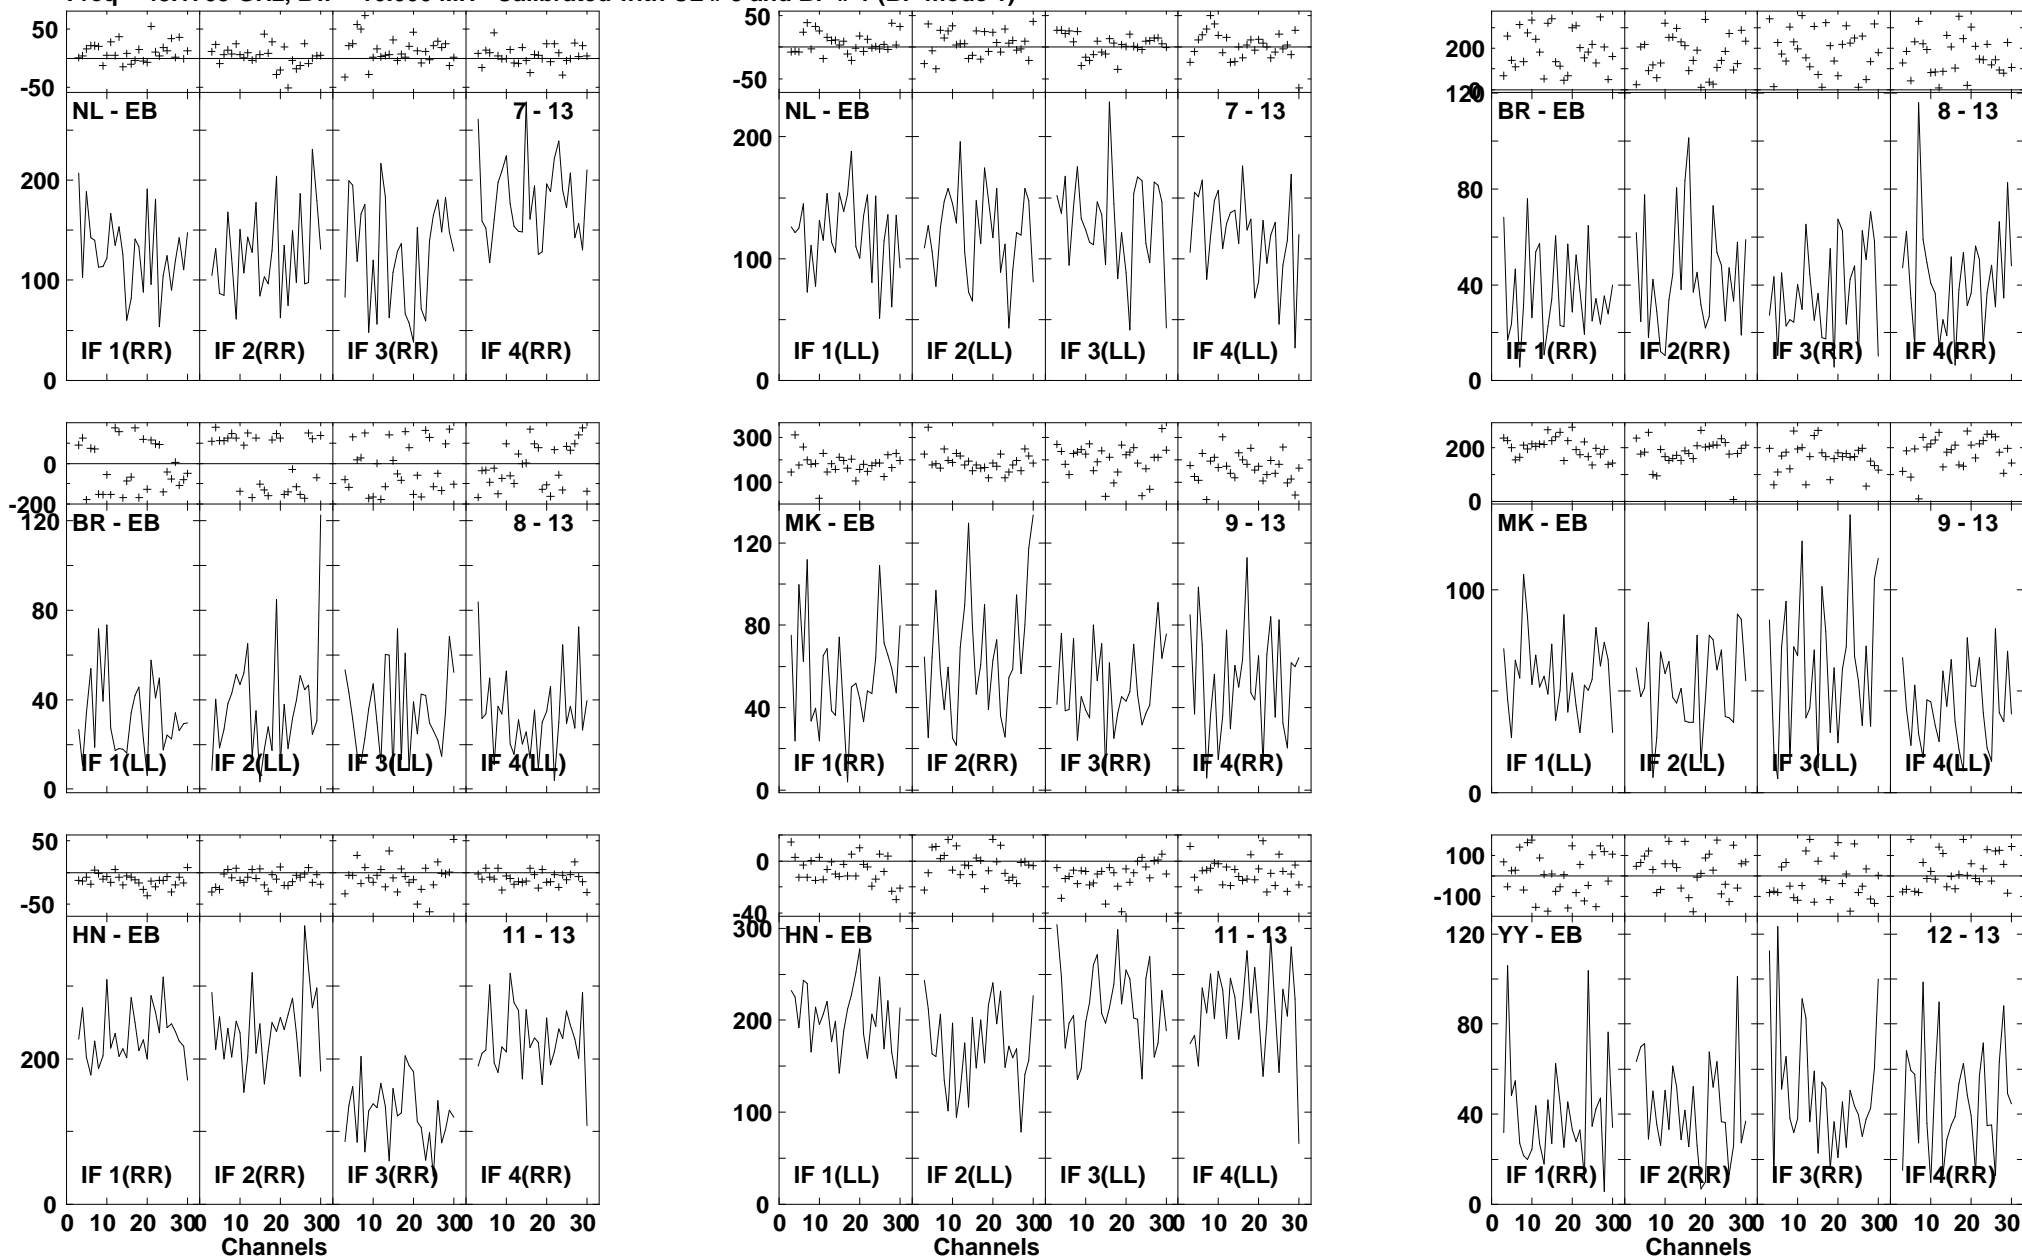 50
0
-50
NL - EB
7 - 13
200
100
0
IF 1(RR)
IF 2(RR)
IF 3(RR)
IF 4(RR)
50
0
-50
NL - EB
7 - 13
200
100
0
IF 1(LL)
IF 2(LL)
IF 3(LL)
IF 4(LL)
200
0
120
BR - EB
8 - 13
80
40
0
IF 1(RR)
IF 2(RR)
IF 3(RR)
IF 4(RR)
0
-200
120
BR - EB
8 - 13
80
40
0
IF 1(LL)
IF 2(LL)
IF 3(LL)
IF 4(LL)
300
100
MK - EB
9 - 13
120
80
40
0
IF 1(RR)
IF 2(RR)
IF 3(RR)
IF 4(RR)
200
0
MK - EB
9 - 13
100
0
IF 1(LL)
IF 2(LL)
IF 3(LL)
IF 4(LL)
50
0
-50
HN - EB
11 - 13
200
0
IF 1(RR)
IF 2(RR)
IF 3(RR)
IF 4(RR)
0 10 20 30 0 10 20 30 0 10 20 30 0 10 20 30
Channels
0
-40
300
HN - EB
11 - 13
200
100
0
IF 1(LL)
IF 2(LL)
IF 3(LL)
IF 4(LL)
0 10 20 30 0 10 20 30 0 10 20 30 0 10 20 30
Channels
100
-100
120
YY - EB
12 - 13
80
40
0
IF 1(RR)
IF 2(RR)
IF 3(RR)
IF 4(RR)
0 10 20 30 0 10 20 30 0 10 20 30 0 10 20 30
Channels